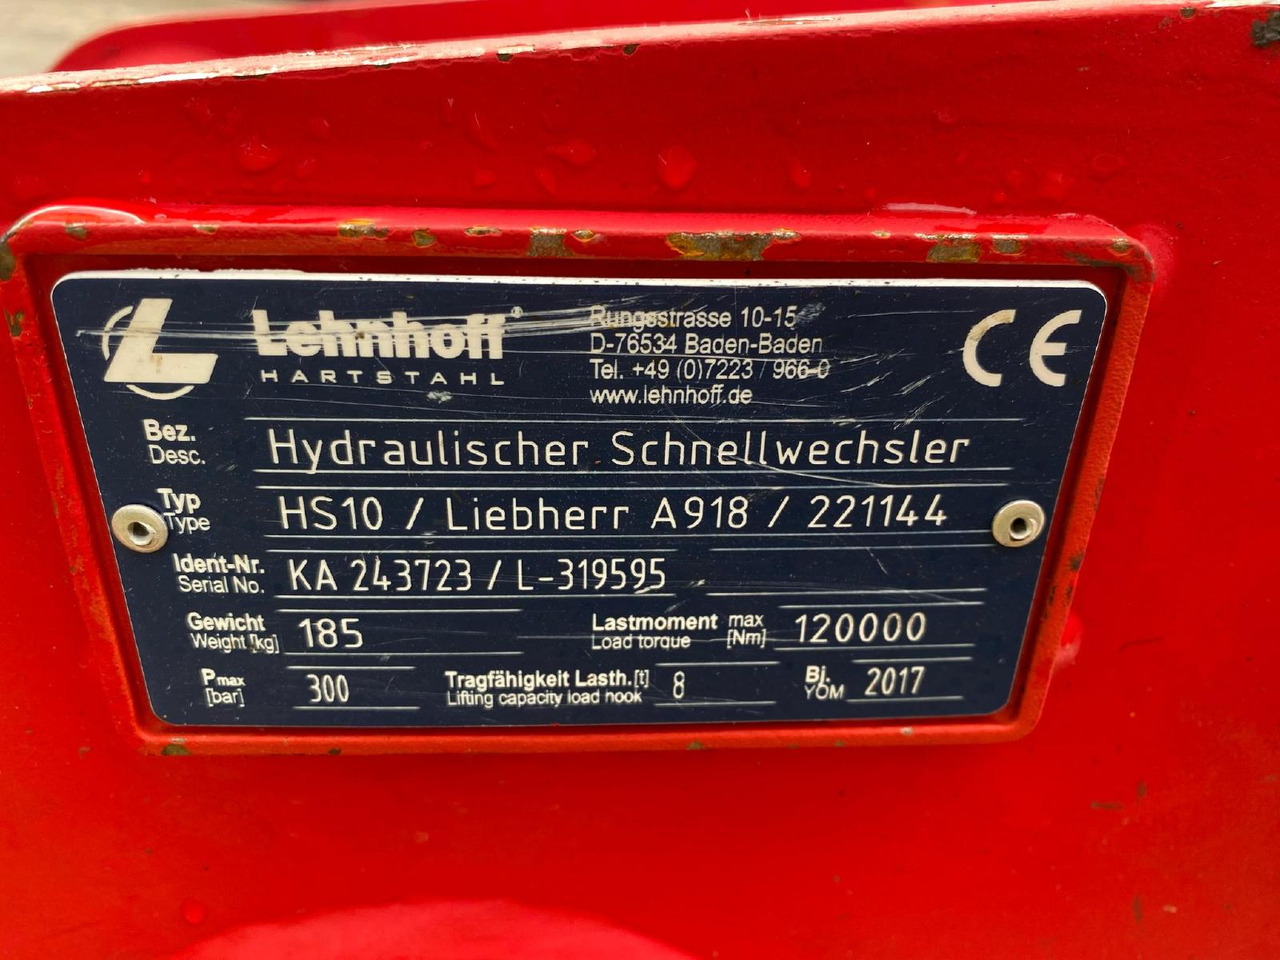 Lehnhoff®
HARTSTAHL
Rungsstrasse 10-15
D-76534 Baden-Baden
Tel. +49 (0)7223 / 966-0
www.lehnhoff.de
CE
Bez. Hydraulischer Schnellwechsler
Desc.
Typ HS10 / Liebherr A918 / 221144
Type
Ident-Nr. KA 243723 / L-319595
Serial No.
Gewicht 185 Lastmoment max 120000
Weight [kg] Load torque [Nm]
Pmax 300 Tragfähigkeit Lasth.[t] 8 Bj. 2017
[bar] Lifting capacity load hook YOM